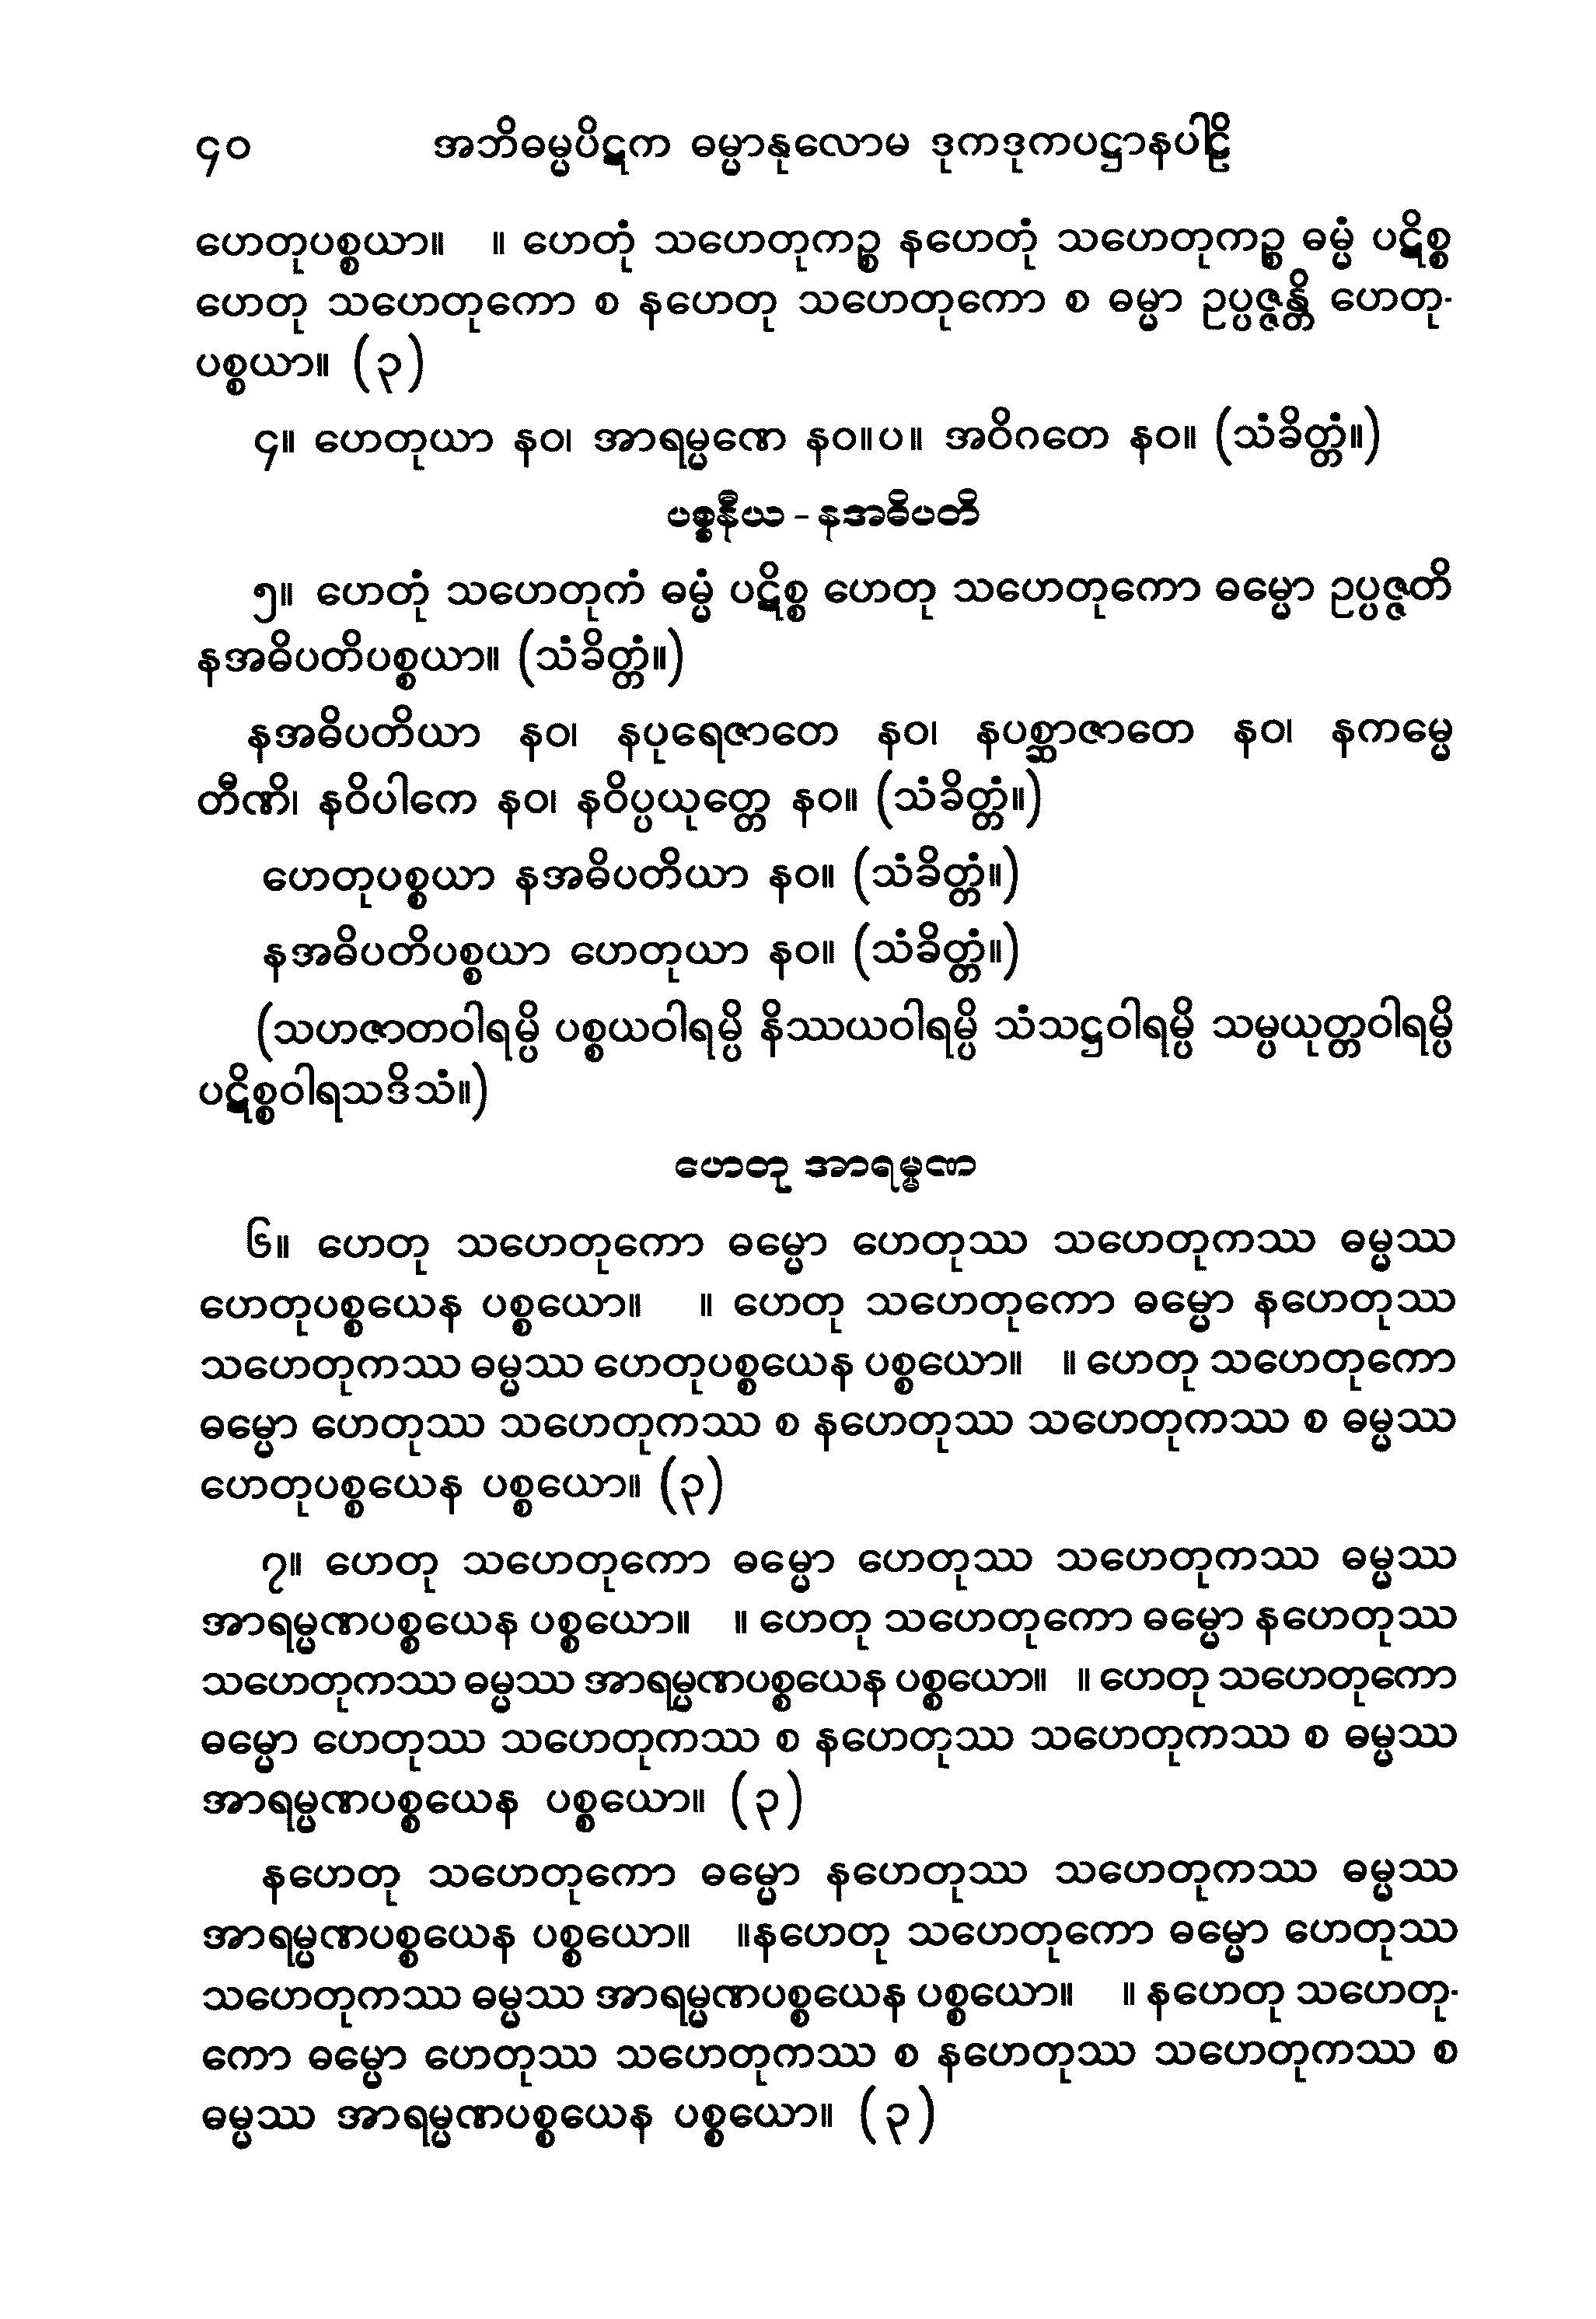 ၄၀ အဘိဓမ္မပိဋက ဓမ္မာနုလောမ ဒုကဒုကပဋ္ဌာနပါဠိ
ဟေတုပစ္စယာ။ ။ ဟေတုံ သဟေတုကဉ္စ နဟေတုံ သဟေတုကဉ္စ ဓမ္မံ ပဋိစ္စ
ဟေတု သဟေတုကော စ နဟေတု သဟေတုကော စ ဓမ္မာ ဥပ္ပဇ္ဇန္တိ ဟေတု-
ပစ္စယာ။ (၃)
၄။ ဟေတုယာ နဝ၊ အာရမ္မဏေ နဝ။ပ။ အဝိဂတေ နဝ။ (သံခိတ္တံ။)
ပစ္စနီယ - နအဓိပတိ
၅။ ဟေတုံ သဟေတုကံ ဓမ္မံ ပဋိစ္စ ဟေတု သဟေတုကော ဓမ္မော ဥပ္ပဇ္ဇတိ
နအဓိပတိပစ္စယာ။ (သံခိတ္တံ။)
နအဓိပတိယာ နဝ၊ နပုရေဇာတေ နဝ၊ နပစ္ဆာဇာတေ နဝ၊ နကမ္မေ
တီဏိ၊ နဝိပါကေ နဝ၊ နဝိပ္ပယုတ္တေ နဝ။ (သံခိတ္တံ။)
ဟေတုပစ္စယာ နအဓိပတိယာ နဝ။ (သံခိတ္တံ။)
နအဓိပတိပစ္စယာ ဟေတုယာ နဝ။ (သံခိတ္တံ။)
(သဟဇာတဝါရမ္ပိ ပစ္စယဝါရမ္ပိ နိဿယဝါရမ္ပိ သံသဋ္ဌဝါရမ္ပိ သမ္ပယုတ္တဝါရမ္ပိ
ပဋိစ္စဝါရသဒိသံ။)
ဟေတု အာရမ္မဏ
၆။ ဟေတု သဟေတုကော ဓမ္မော ဟေတုဿ သဟေတုကဿ ဓမ္မဿ
ဟေတုပစ္စယေန ပစ္စယော။ ။ ဟေတု သဟေတုကော ဓမ္မော နဟေတုဿ
သဟေတုကဿ ဓမ္မဿ ဟေတုပစ္စယေန ပစ္စယော။ ။ ဟေတု သဟေတုကော
ဓမ္မော ဟေတုဿ သဟေတုကဿ စ နဟေတုဿ သဟေတုကဿ စ ဓမ္မဿ
ဟေတုပစ္စယေန ပစ္စယော။ (၃)
၇။ ဟေတု သဟေတုကော ဓမ္မော ဟေတုဿ သဟေတုကဿ ဓမ္မဿ
အာရမ္မဏပစ္စယေန ပစ္စယော။ ။ ဟေတု သဟေတုကော ဓမ္မော နဟေတုဿ
သဟေတုကဿ ဓမ္မဿ အာရမ္မဏပစ္စယေန ပစ္စယော။ ။ ဟေတု သဟေတုကော
ဓမ္မော ဟေတုဿ သဟေတုကဿ စ နဟေတုဿ သဟေတုကဿ စ ဓမ္မဿ
အာရမ္မဏပစ္စယေန ပစ္စယော။ (၃)
နဟေတု သဟေတုကော ဓမ္မော နဟေတုဿ သဟေတုကဿ ဓမ္မဿ
အာရမ္မဏပစ္စယေန ပစ္စယော။ ။နဟေတု သဟေတုကော ဓမ္မော ဟေတုဿ
သဟေတုကဿ ဓမ္မဿ အာရမ္မဏပစ္စယေန ပစ္စယော။ ။ နဟေတု သဟေတု-
ကော ဓမ္မော ဟေတုဿ သဟေတုကဿ စ နဟေတုဿ သဟေတုကဿ စ
ဓမ္မဿ အာရမ္မဏပစ္စယေန ပစ္စယော။ (၃)